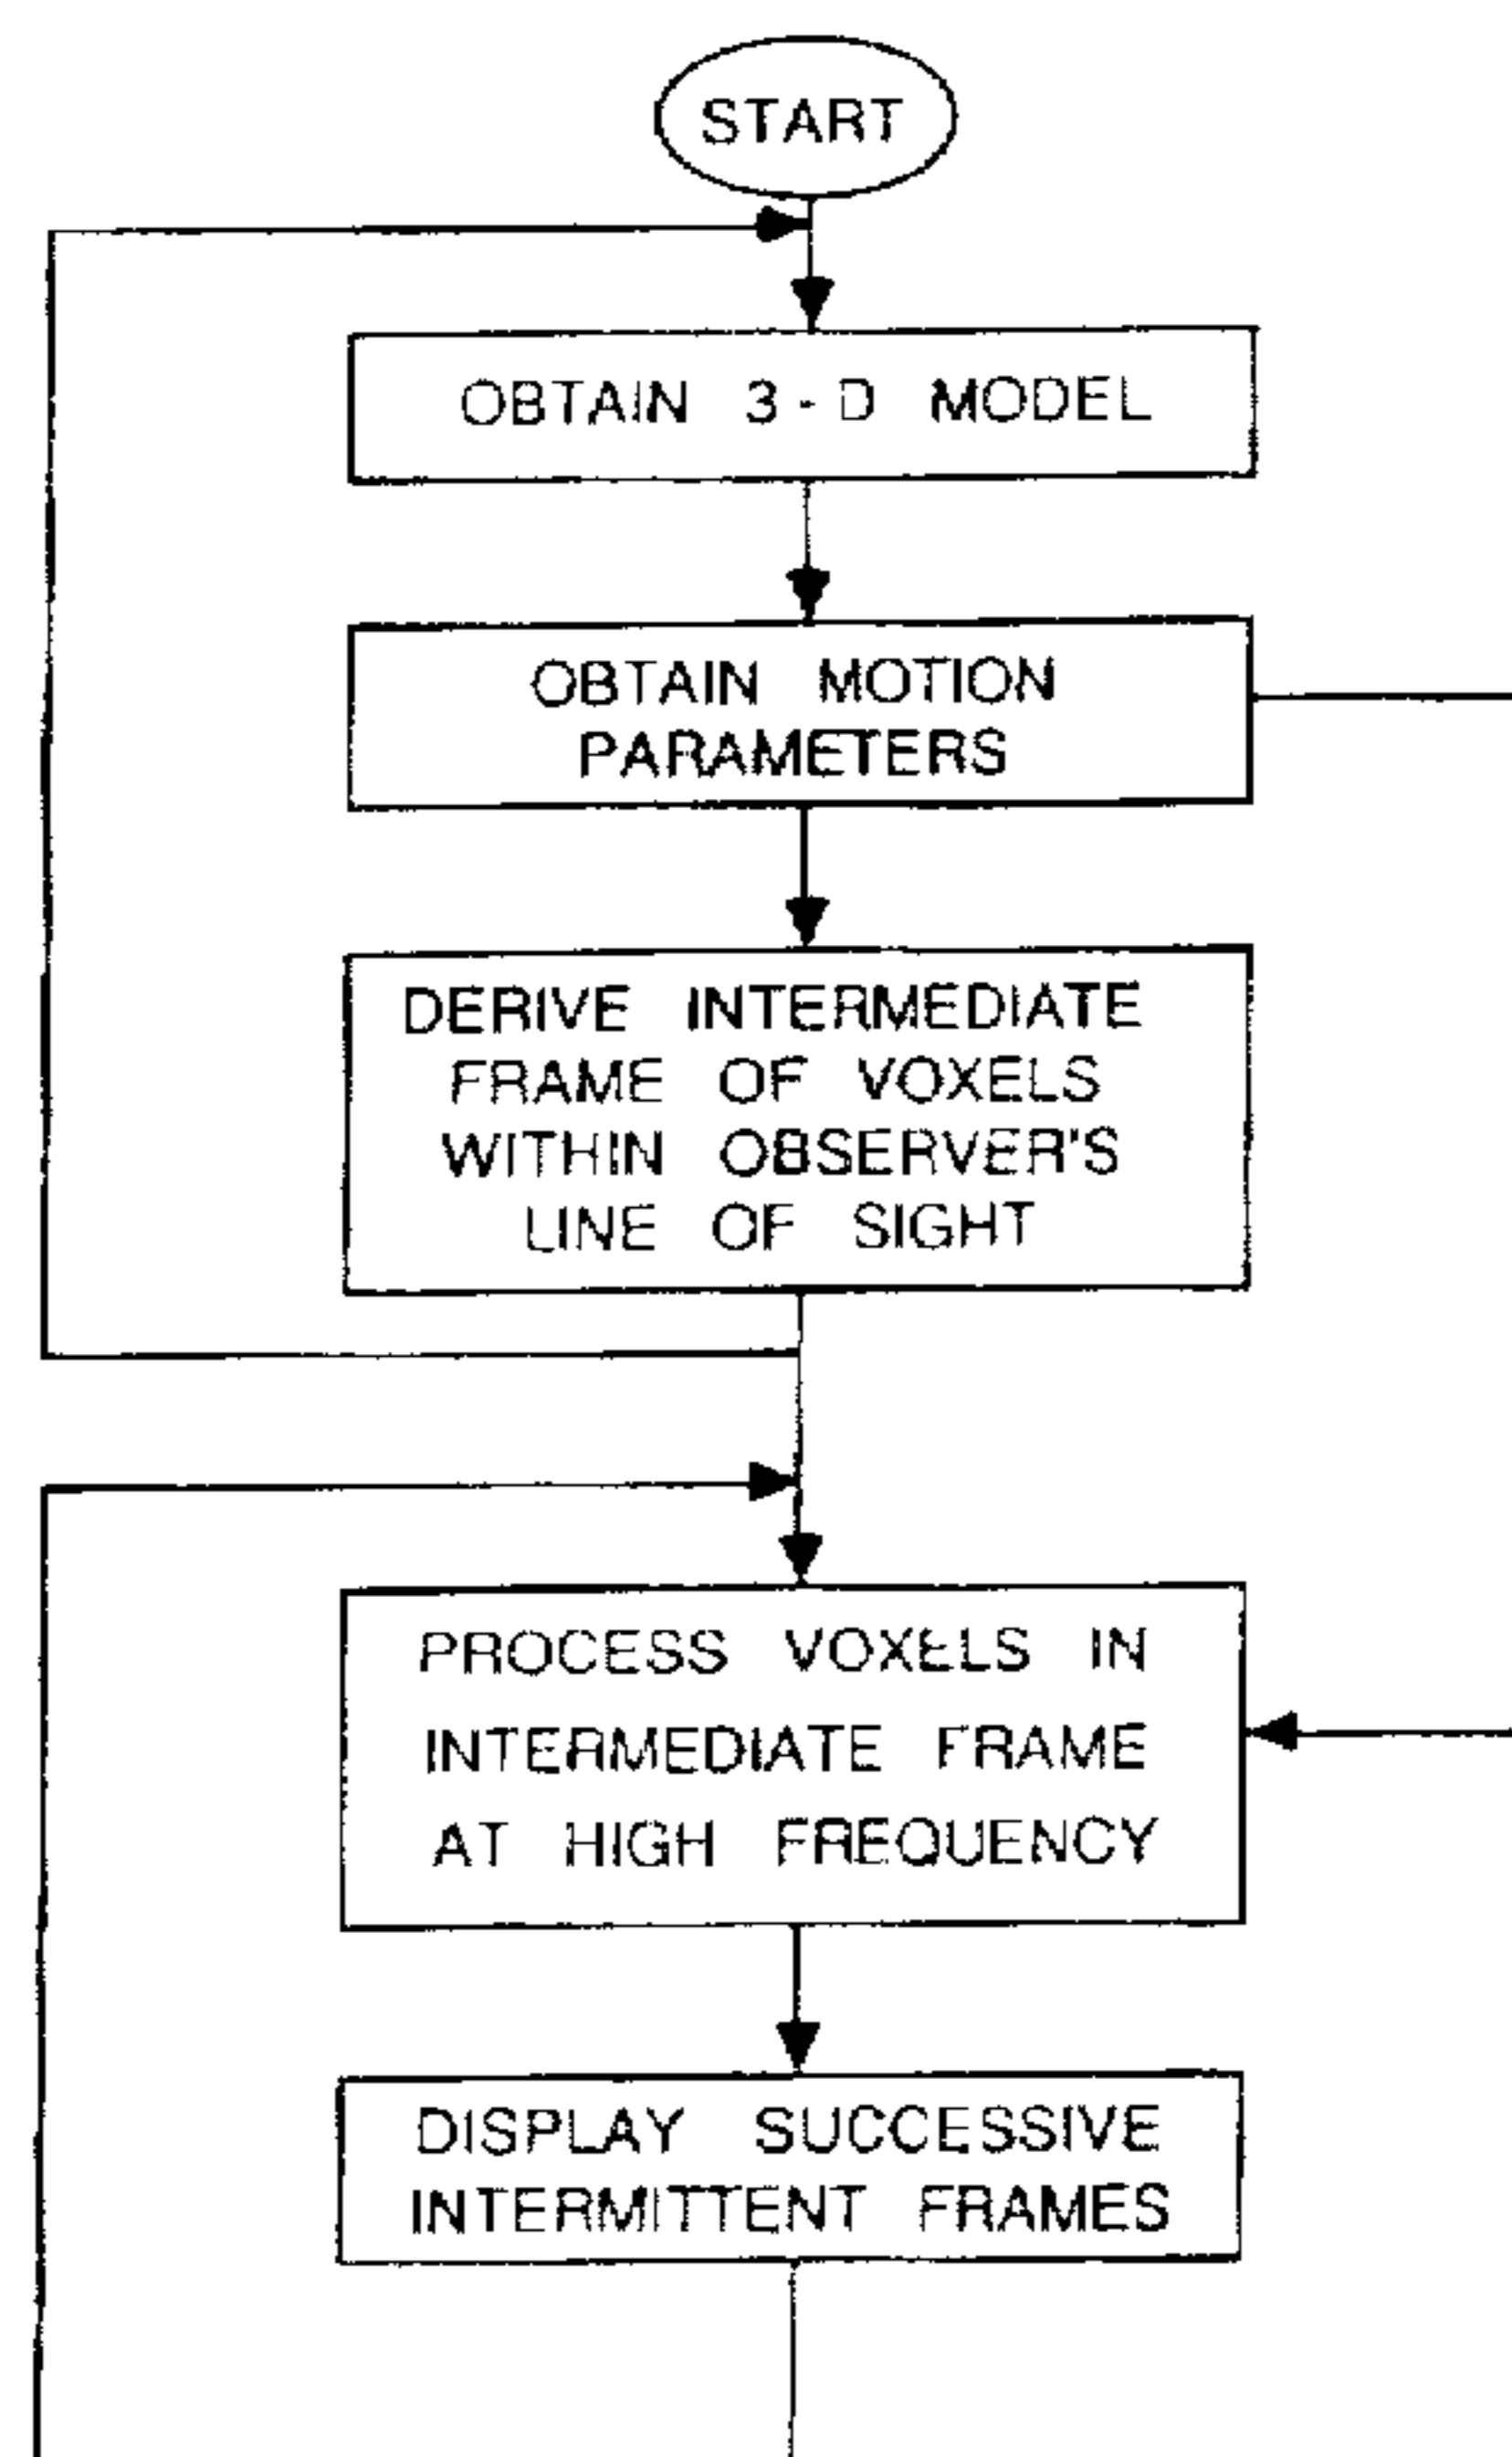 START
OBTAIN 3-D MODEL
OBTAIN MOTION
PARAMETERS
DERIVE INTERMEDIATE
FRAME OF VOXELS
WITHIN OBSERVER'S
LINE OF SIGHT
PROCESS VOXELS IN
INTERMEDIATE FRAME
AT HIGH FREQUENCY
DISPLAY SUCCESSIVE
INTERMITTENT FRAMES